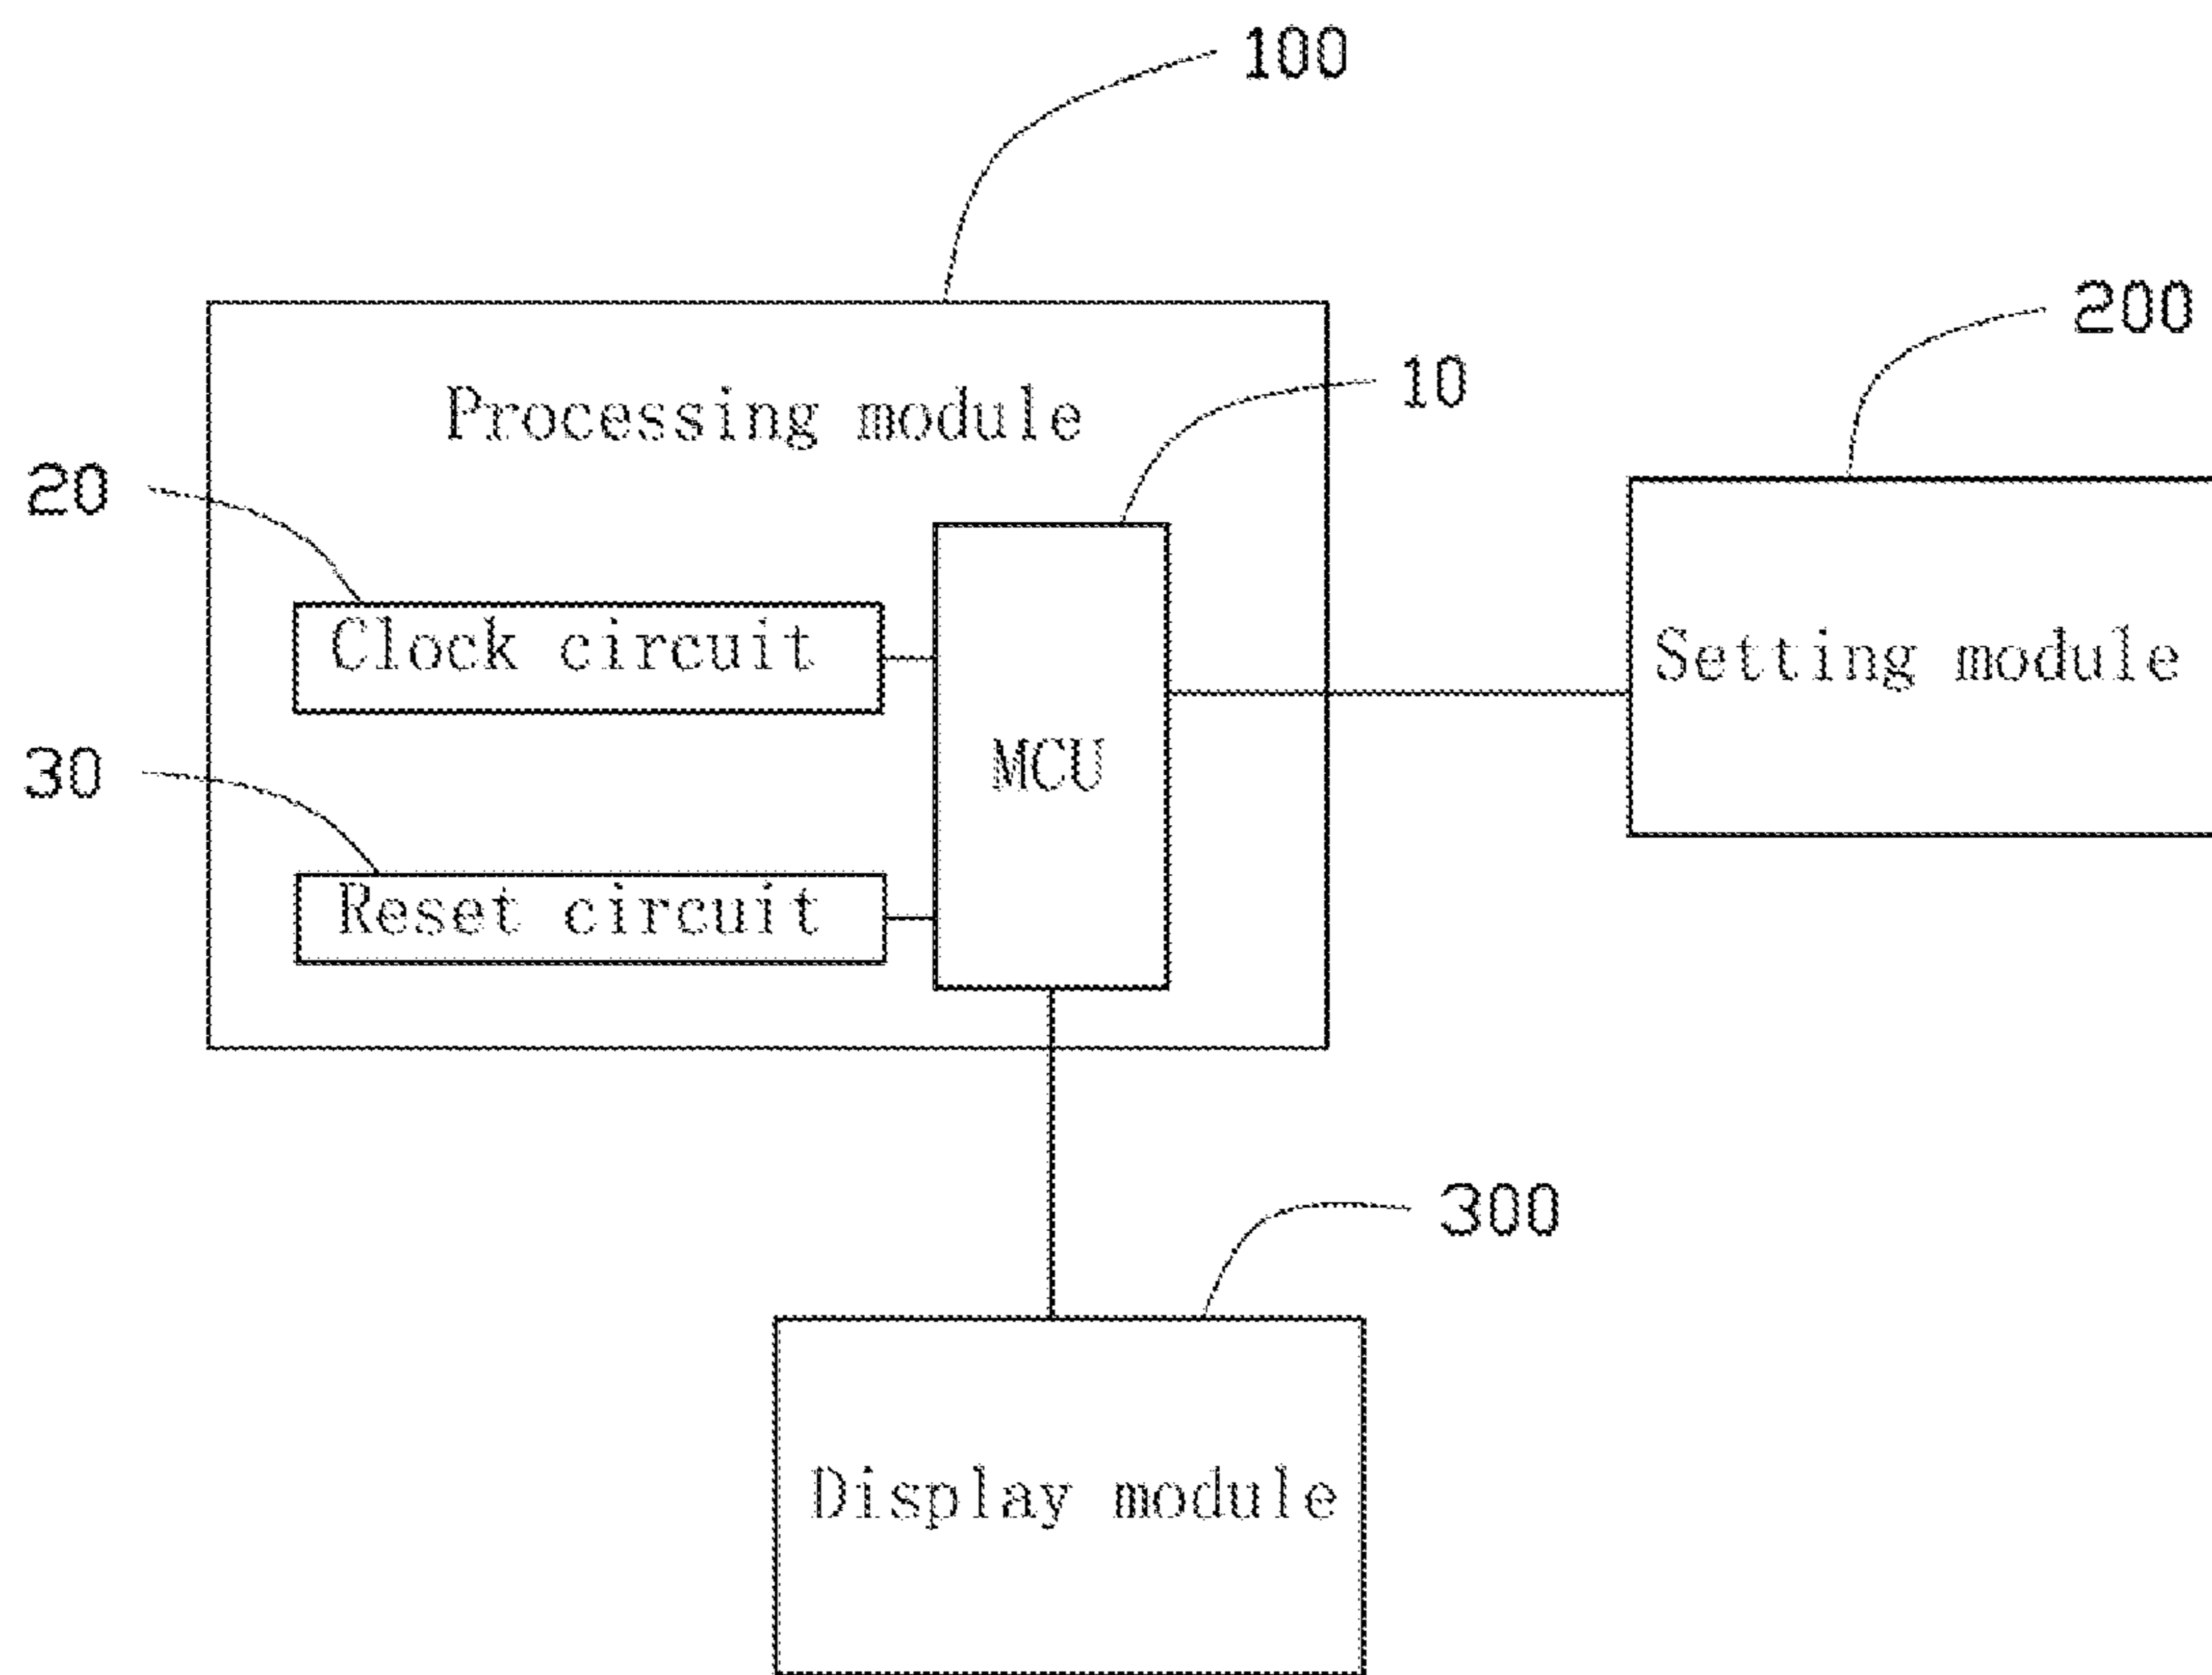 100
200
Processing module
10
20
Clock circuit
Setting module
MCU
30
Reset circuit
300
Display module